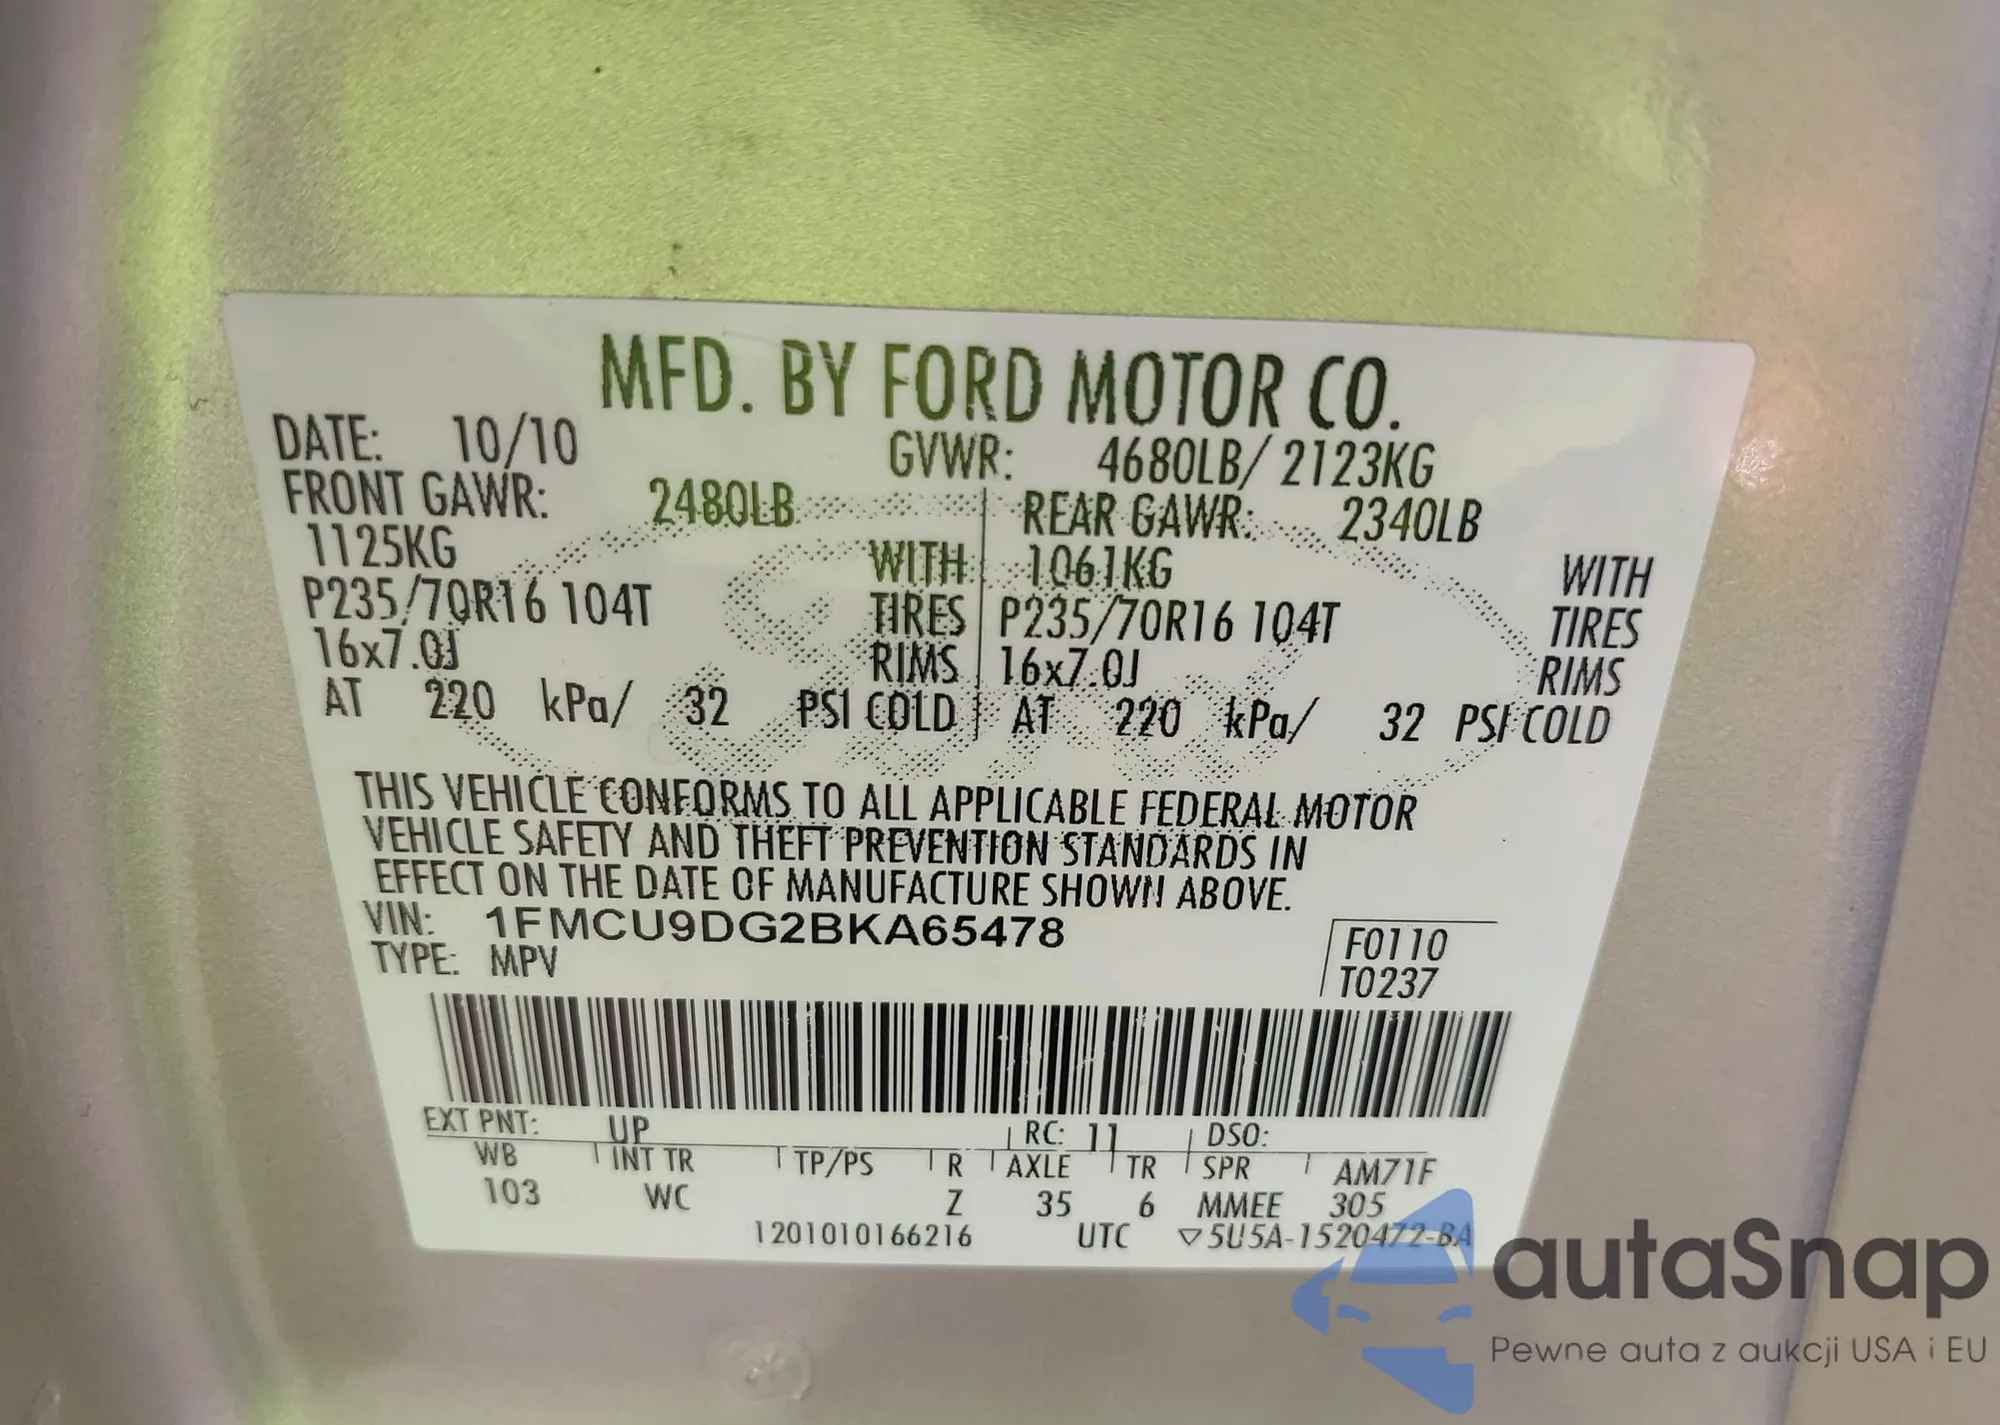 MFD. BY FORD MOTOR CO.
DATE: 10/10 GVWR: 4680LB/ 2123KG
FRONT GAWR: 2480LB REAR GAWR: 2340LB
1125KG WITH 1061KG WITH
P235/70R16 104T TIRES P235/70R16 104T TIRES
16x7.0J RIMS 16x7.0J RIMS
AT 220 kPa/ 32 PSI COLD AT 220 kPa/ 32 PSI COLD
THIS VEHICLE CONFORMS TO ALL APPLICABLE FEDERAL MOTOR
VEHICLE SAFETY AND THEFT PREVENTION STANDARDS IN
EFFECT ON THE DATE OF MANUFACTURE SHOWN ABOVE.
VIN: 1FMCU9DG2BKA65478 F0110
TYPE: MPV T0237
EXT PNT: UP RC: 11 DSO:
WB INT TR TP/PS R AXLE TR SPR AM71F
103 WC Z 35 6 MMEE 305
1201010166216 UTC ▽5U5A-1520472-BA
autaSnap
Pewne auta z aukcji USA i EU